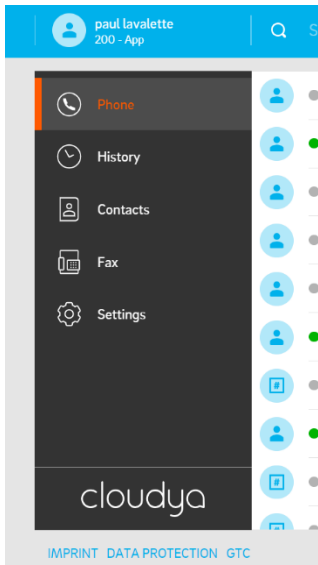 paul lavalette
200 - App
S
Phone
History
Contacts
Fax
Settings
#
#
cloudya
IMPRINT DATA PROTECTION GTC